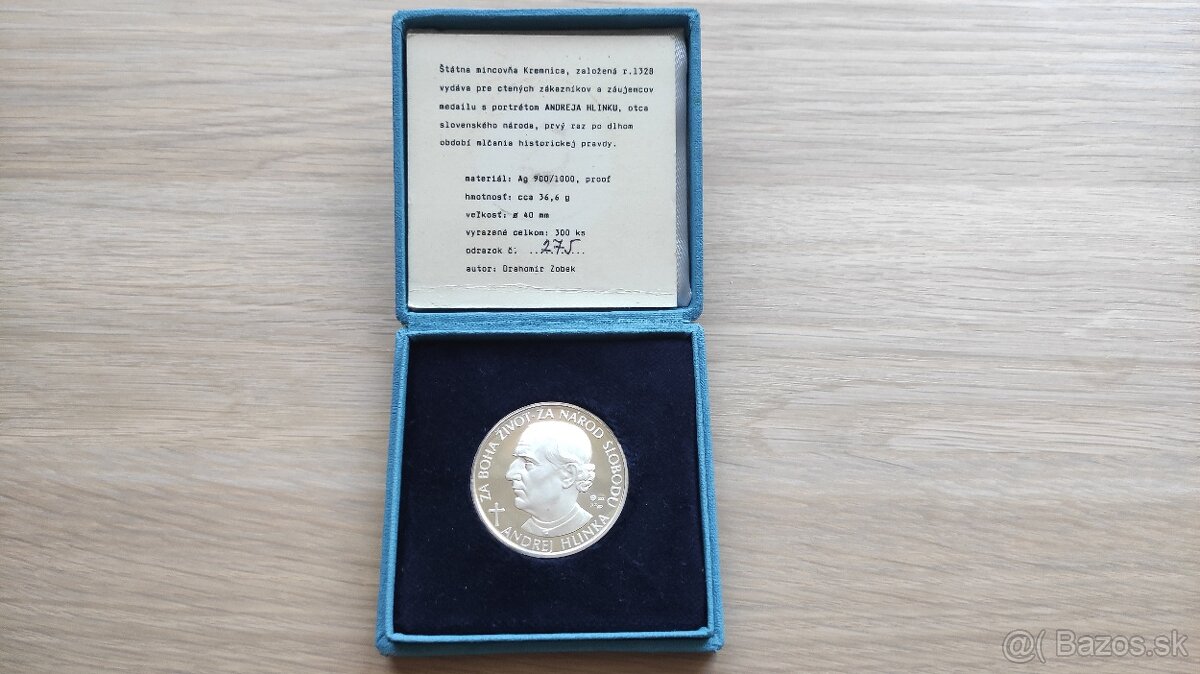 Štátna mincovňa Kremnica, založená r.1328
vydáva pre ctených zákazníkov a záujemcov
medailu s portrétom ANDREJA HLINKU, otca
slovenského národa, prvý raz po dlhom
období mlčania historickej pravdy.
materiál: Ag 900/1000, proof
hmotnosť: cca 36,6 g
veľkosť: ø 40 mm
vyrazené celkom: 300 ks
odrazok č. ..275...
autor: Drahomír Zobek
ZA BOHA ŽIVOT·ZA NÁROD SLOBODU
ANDREJ HLINKA
@( Bazos.sk